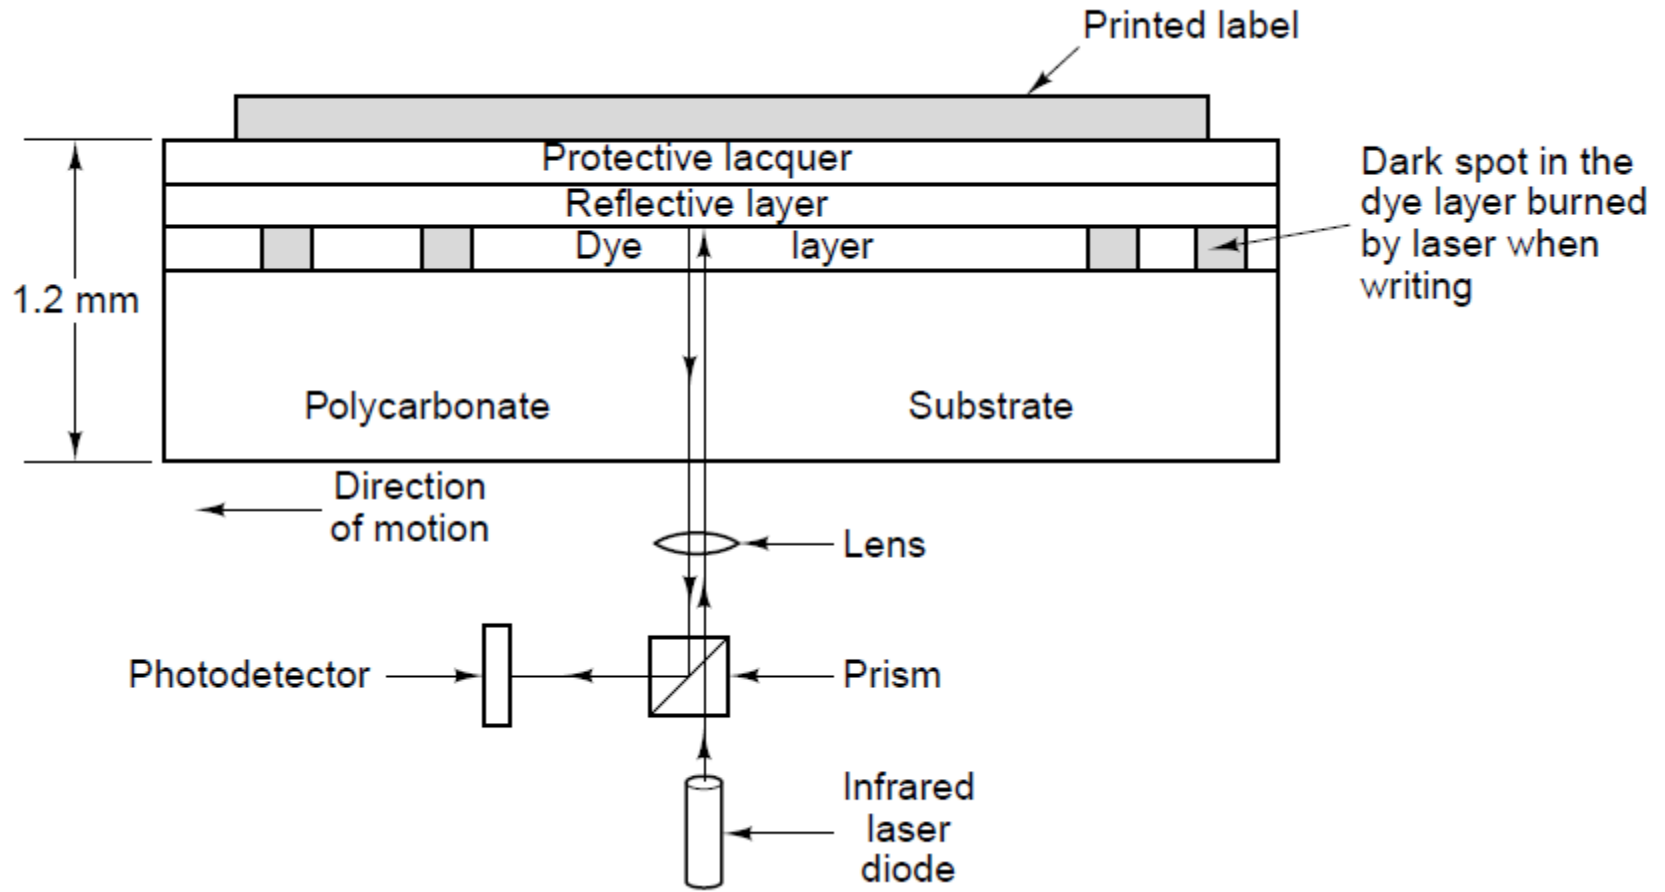 Printed label
Protective lacquer
Reflective layer
Dye layer
Dark spot in the
dye layer burned
by laser when
writing
1.2 mm
Polycarbonate
Substrate
Direction
of motion
Lens
Photodetector
Prism
Infrared
laser
diode